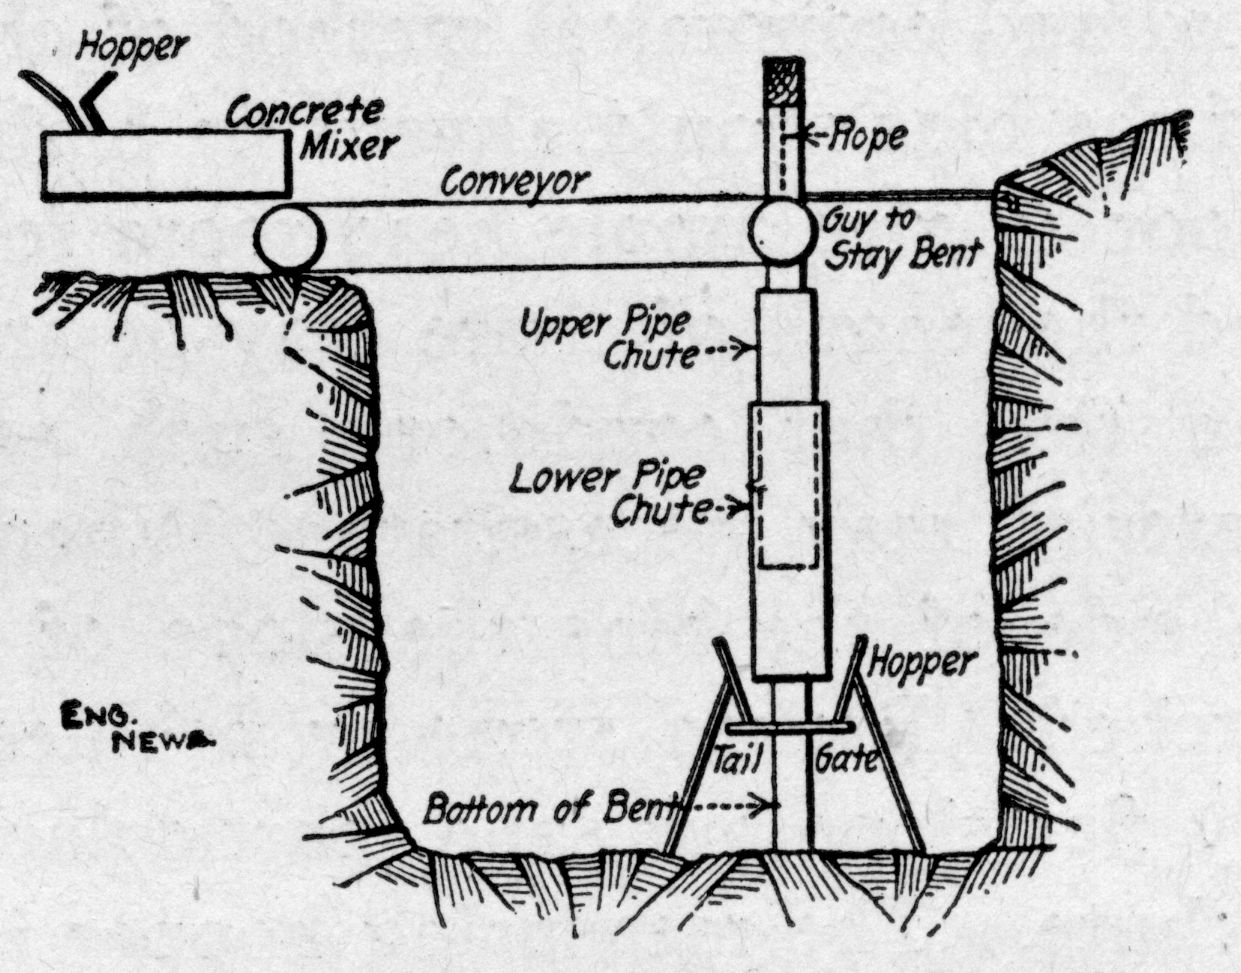 Hopper
Concrete
Mixer
Rope
Conveyor
Guy to
Stay Bent
Upper Pipe
Chute
Lower Pipe
Chute
Hopper
Tail Gate
Bottom of Bent
ENG.
NEWS.